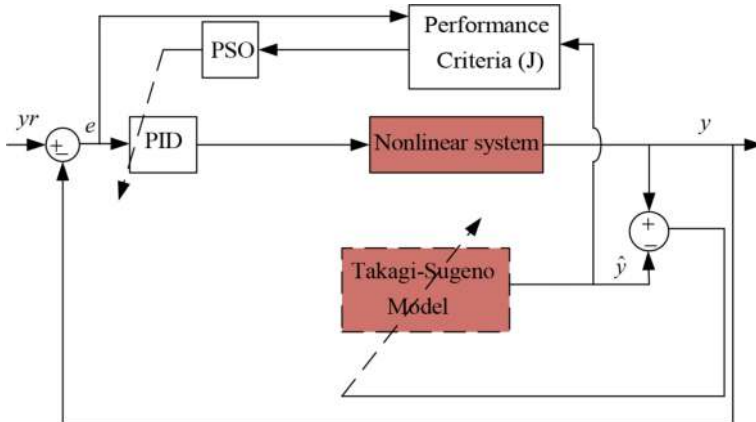 Performance
Criteria (J)
PSO
yr
+
−
e
PID
Nonlinear system
y
+
−
ŷ
Takagi-Sugeno
Model